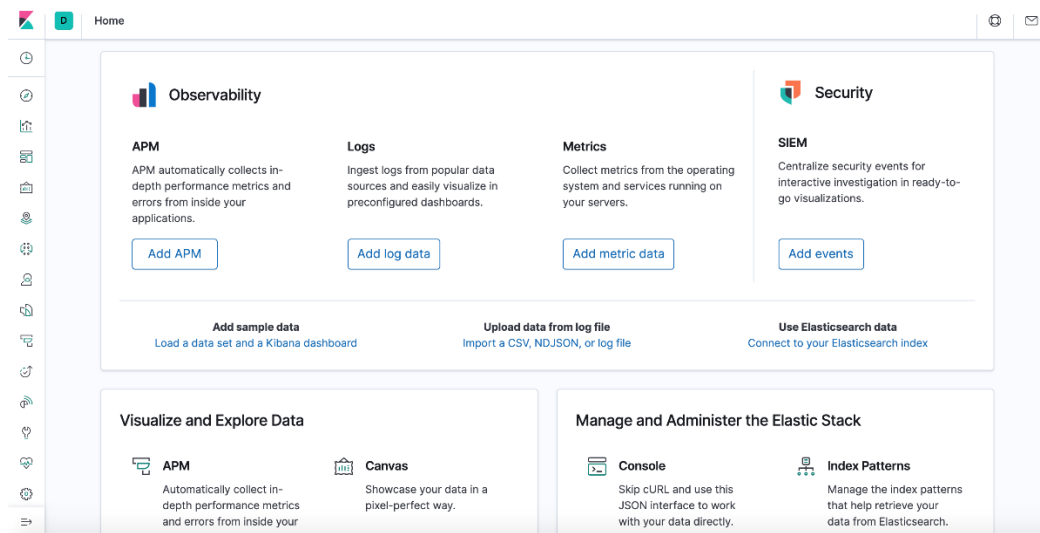 D Home
Observability
Security
APM
APM automatically collects in-
depth performance metrics and
errors from inside your
applications.
Add APM
Logs
Ingest logs from popular data
sources and easily visualize in
preconfigured dashboards.
Add log data
Metrics
Collect metrics from the operating
system and services running on
your servers.
Add metric data
SIEM
Centralize security events for
interactive investigation in ready-to-
go visualizations.
Add events
Add sample data
Load a data set and a Kibana dashboard
Upload data from log file
Import a CSV, NDJSON, or log file
Use Elasticsearch data
Connect to your Elasticsearch index
Visualize and Explore Data
APM
Automatically collect in-
depth performance metrics
and errors from inside your
Canvas
Showcase your data in a
pixel-perfect way.
Manage and Administer the Elastic Stack
Console
Skip cURL and use this
JSON interface to work
with your data directly.
Index Patterns
Manage the index patterns
that help retrieve your
data from Elasticsearch.